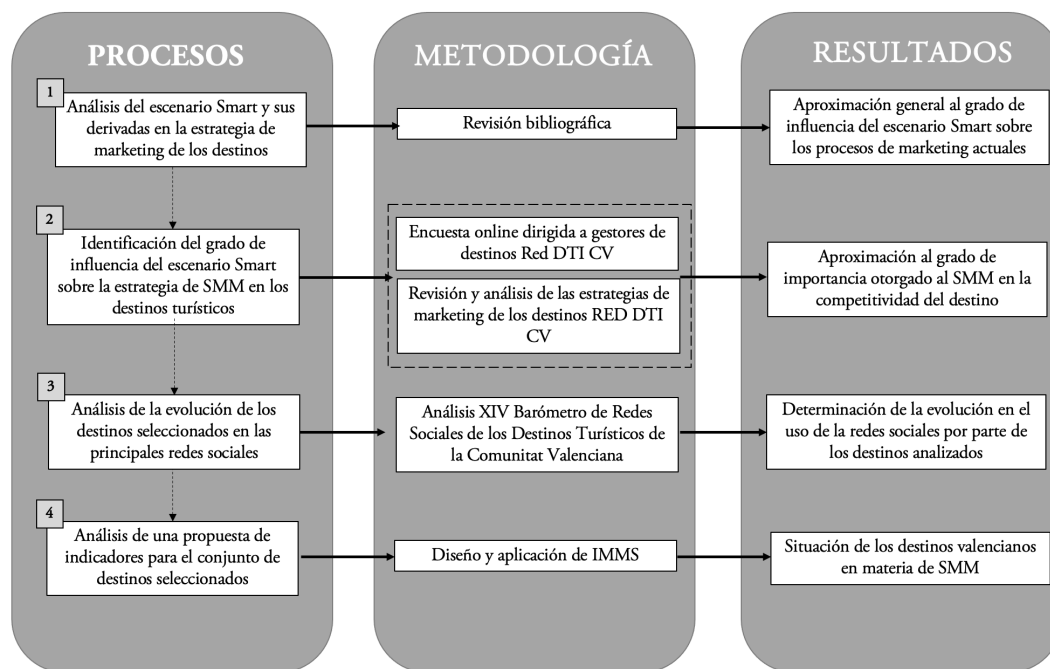 PROCESOS
METODOLOGÍA
RESULTADOS
1
Análisis del escenario Smart y sus
derivadas en la estrategia de
marketing de los destinos
Revisión bibliográfica
Aproximación general al grado de
influencia del escenario Smart sobre
los procesos de marketing actuales
2
Identificación del grado de
influencia del escenario Smart
sobre la estrategia de SMM en los
destinos turísticos
Encuesta online dirigida a gestores de
destinos Red DTI CV
Revisión y análisis de las estrategias de
marketing de los destinos RED DTI
CV
Aproximación al grado de
importancia otorgado al SMM en la
competitividad del destino
3
Análisis de la evolución de los
destinos seleccionados en las
principales redes sociales
Análisis XIV Barómetro de Redes
Sociales de los Destinos Turísticos de
la Comunitat Valenciana
Determinación de la evolución en el
uso de la redes sociales por parte de
los destinos analizados
4
Análisis de una propuesta de
indicadores para el conjunto de
destinos seleccionados
Diseño y aplicación de IMMS
Situación de los destinos valencianos
en materia de SMM